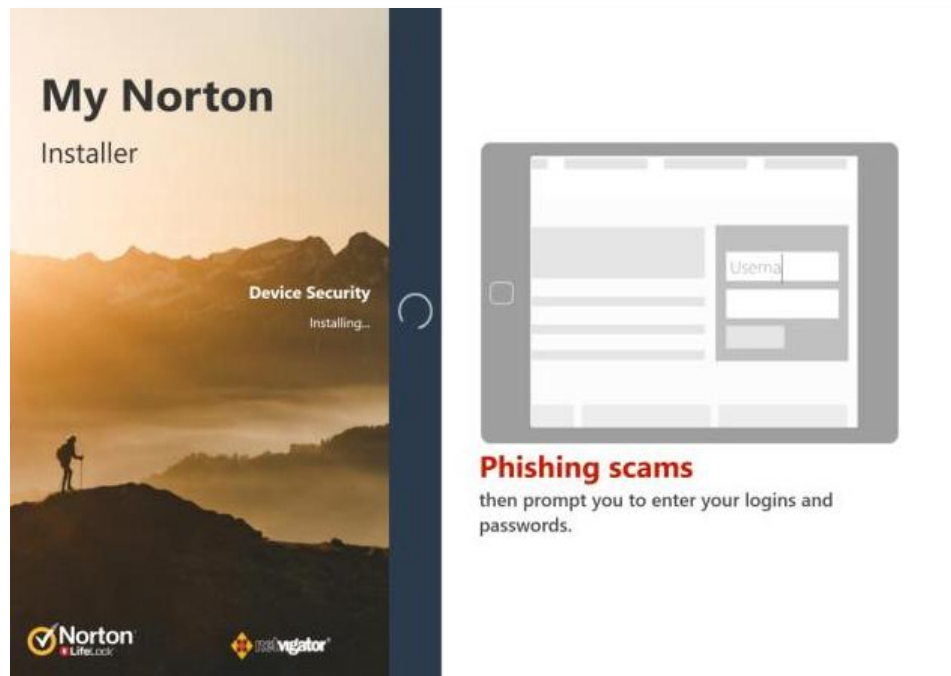 My Norton
Installer
Device Security
Installing...
Norton
LifeLock
netvigator
Userna
Phishing scams
then prompt you to enter your logins and
passwords.